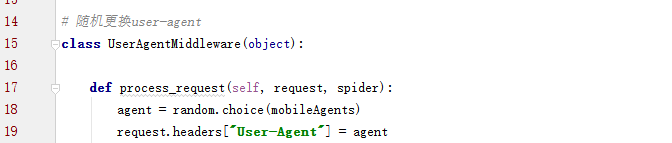 14 # 随机更换user-agent
15 class UserAgentMiddleware(object):
16
17 def process_request(self, request, spider):
18 agent = random.choice(mobileAgents)
19 request.headers["User-Agent"] = agent